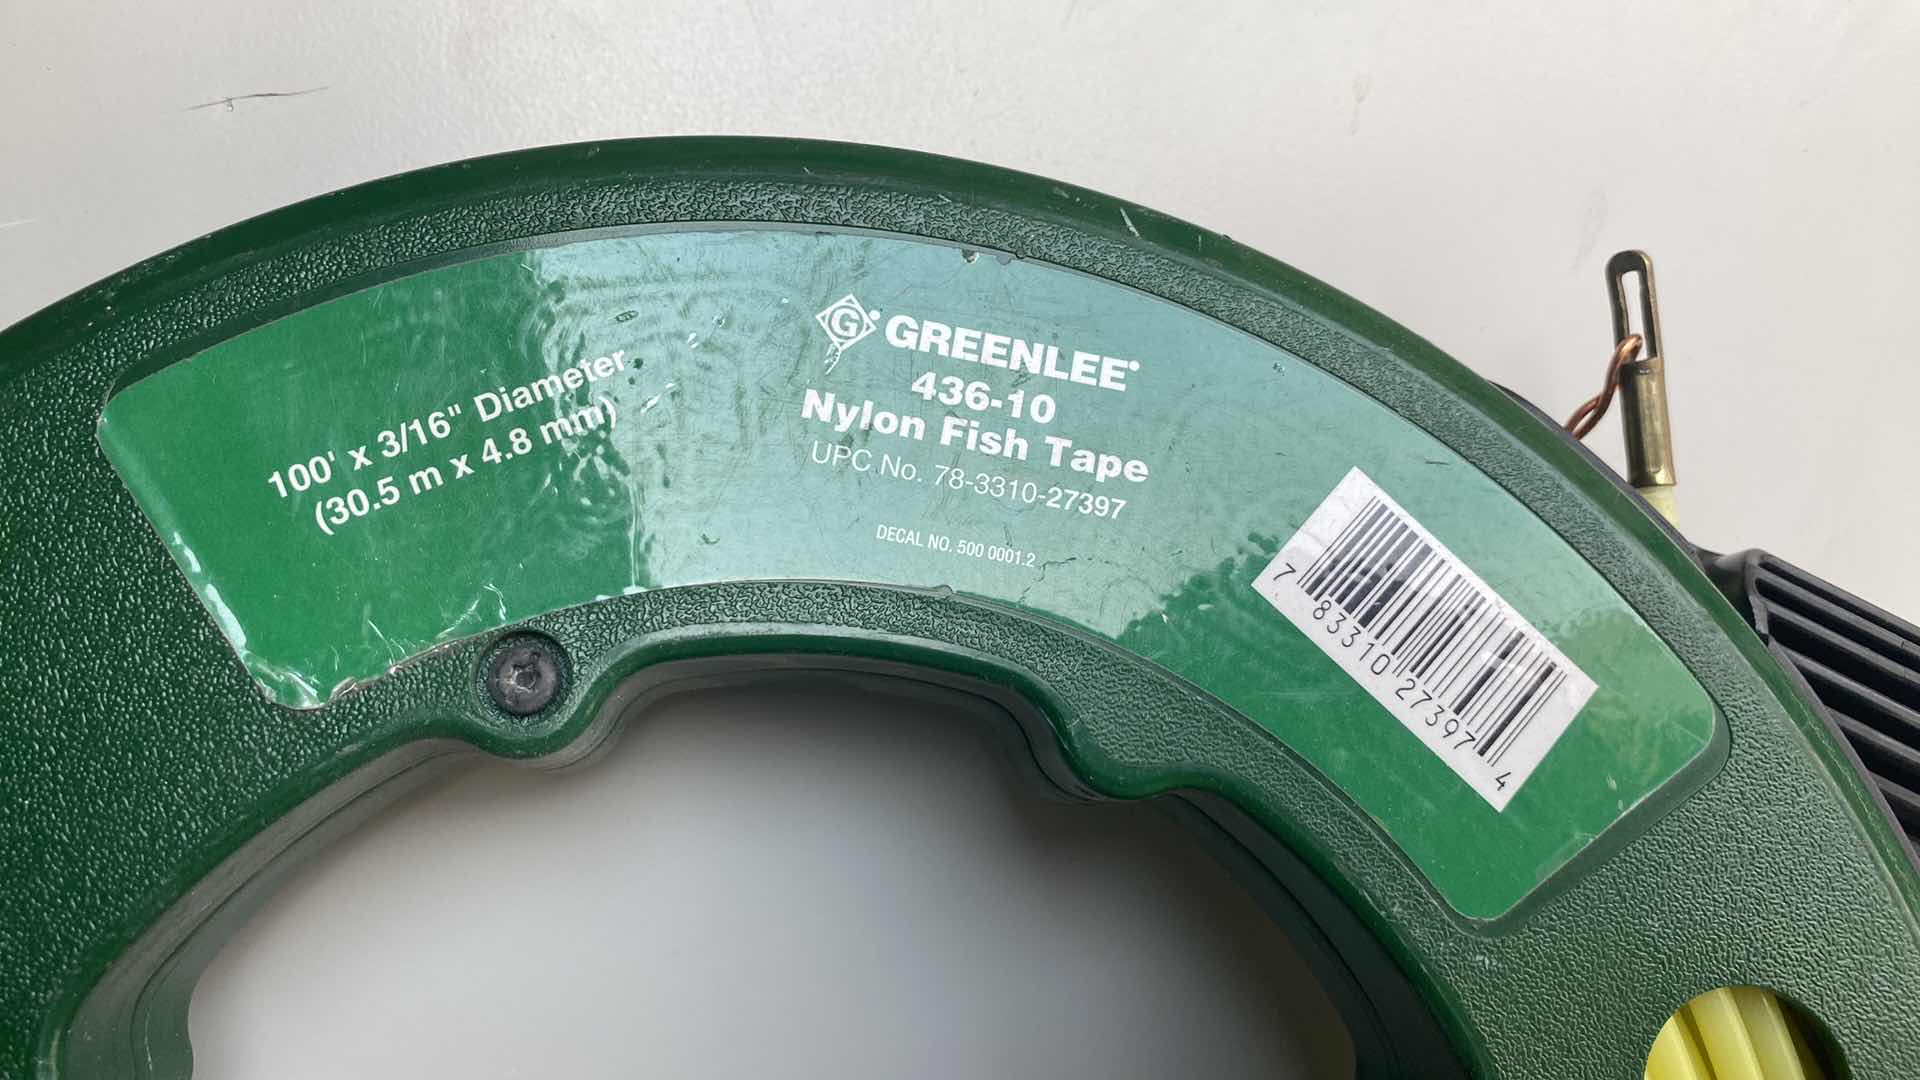 100' x 3/16" Diameter
(30.5 m x 4.8 mm)
G GREENLEE
436-10
Nylon Fish Tape
UPC No. 78-3310-27397
DECAL NO. 500 0001.2
7 83310 27397 4